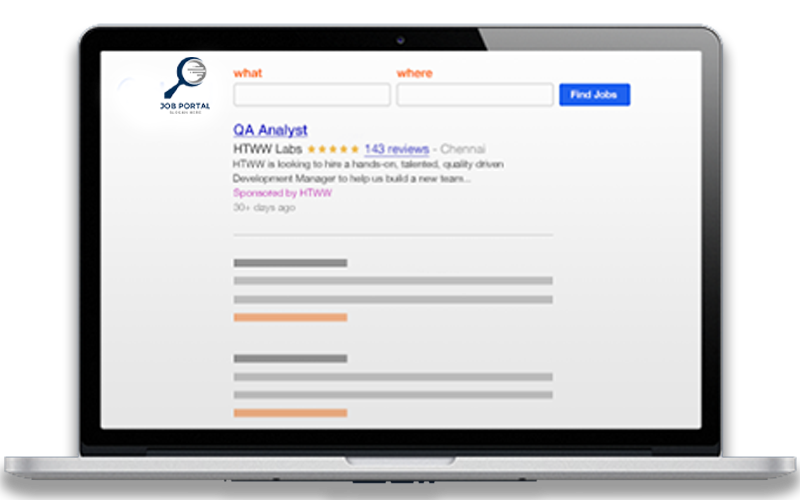 JOB PORTAL
what
where
Find Jobs
QA Analyst
HTWW Labs ★★★★★ 143 reviews - Chennai
HTWW is looking to hire a hands-on, talented, quality driven
Development Manager to help us build a new team...
Sponsored by HTWW
30+ days ago